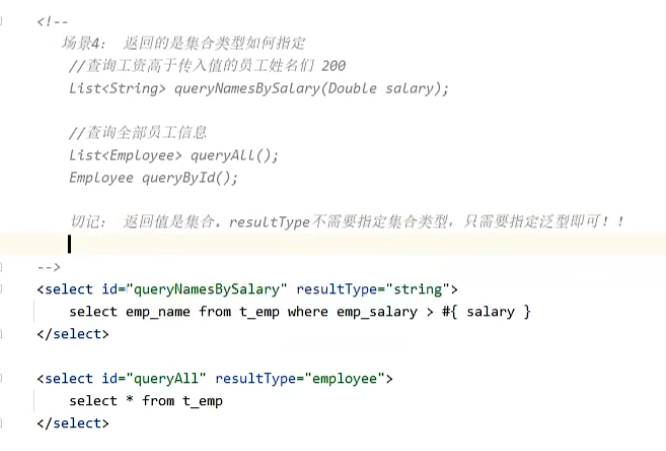 <!--
场景4： 返回的是集合类型如何指定
//查询工资高于传入值的员工姓名们 200
List<String> queryNamesBySalary(Double salary);
//查询全部员工信息
List<Employee> queryAll();
Employee queryById();
切记： 返回值是集合．resultType不需要指定集合类型，只需要指定泛型即可！！
-->
<select id="queryNamesBySalary" resultType="string">
select emp_name from t_emp where emp_salary > #{ salary }
</select>
<select id="queryAll" resultType="employee">
select * from t_emp
</select>